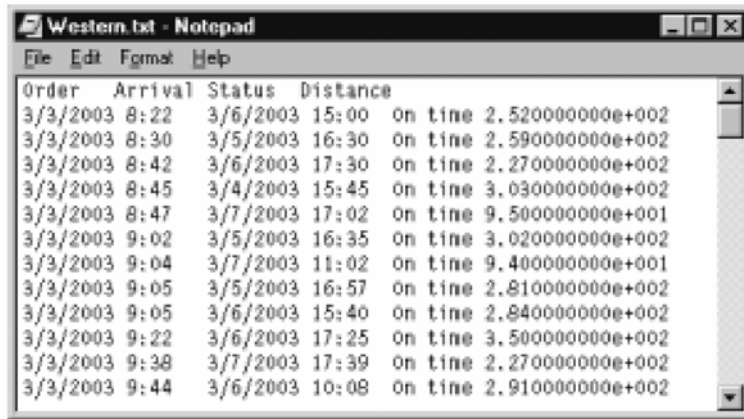 Western.txt - Notepad
File Edit Format Help
Order Arrival Status Distance
3/3/2003 8:22 3/6/2003 15:00 On time 2.520000000e+002
3/3/2003 8:30 3/5/2003 16:30 On time 2.590000000e+002
3/3/2003 8:42 3/6/2003 17:30 On time 2.270000000e+002
3/3/2003 8:45 3/4/2003 15:45 On time 3.030000000e+002
3/3/2003 8:47 3/7/2003 17:02 On time 9.500000000e+001
3/3/2003 9:02 3/5/2003 16:35 On time 3.020000000e+002
3/3/2003 9:04 3/7/2003 11:02 On time 9.400000000e+001
3/3/2003 9:05 3/5/2003 16:57 On time 2.810000000e+002
3/3/2003 9:05 3/6/2003 15:40 On time 2.840000000e+002
3/3/2003 9:22 3/6/2003 17:25 On time 3.500000000e+002
3/3/2003 9:38 3/7/2003 17:39 On time 2.270000000e+002
3/3/2003 9:44 3/6/2003 10:08 On time 2.910000000e+002